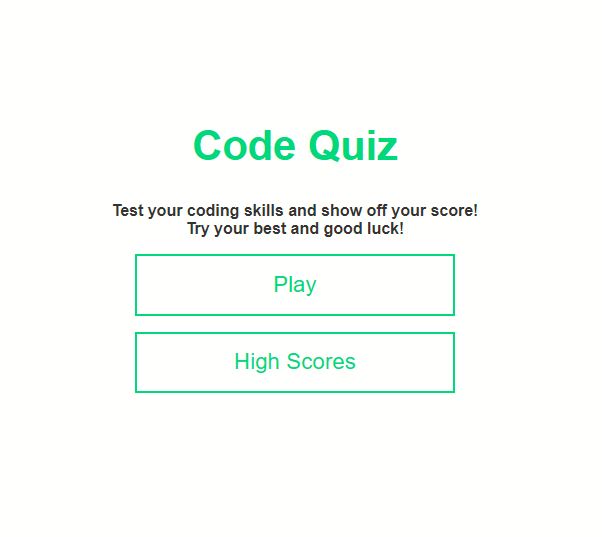 Code Quiz
Test your coding skills and show off your score!
Try your best and good luck!
Play
High Scores